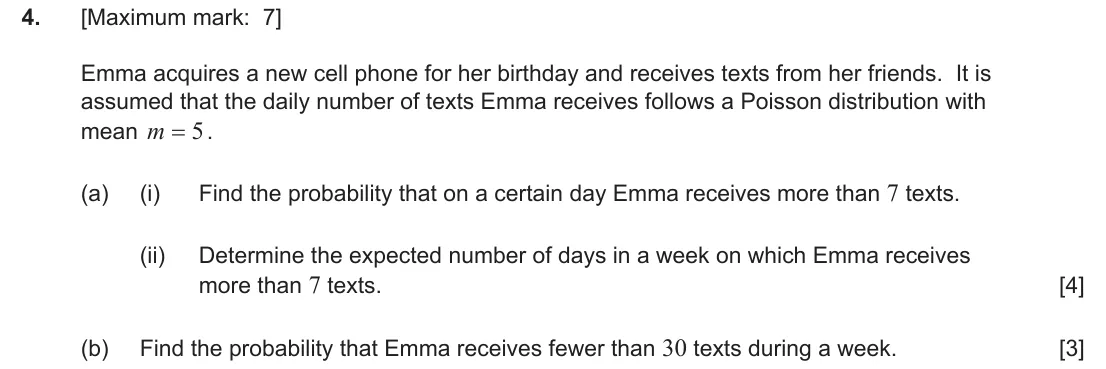 4. [Maximum mark: 7]
Emma acquires a new cell phone for her birthday and receives texts from her friends. It is
assumed that the daily number of texts Emma receives follows a Poisson distribution with
mean m = 5.
(a) (i) Find the probability that on a certain day Emma receives more than 7 texts.
(ii) Determine the expected number of days in a week on which Emma receives
more than 7 texts. [4]
(b) Find the probability that Emma receives fewer than 30 texts during a week. [3]